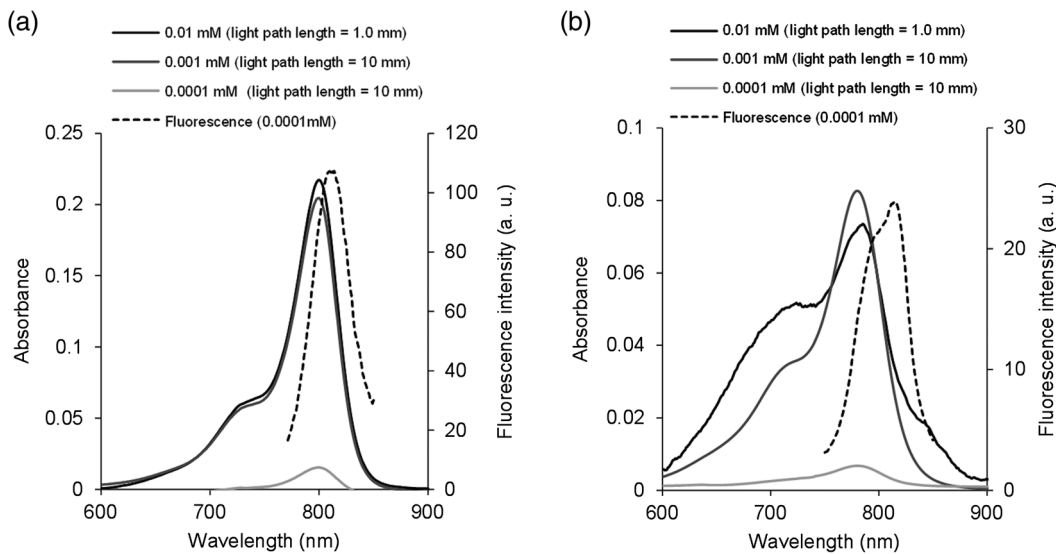 (a)
0.01 mM (light path length = 1.0 mm)
0.001 mM (light path length = 10 mm)
0.0001 mM (light path length = 10 mm)
Fluorescence (0.0001mM)
0.25
0.2
0.15
0.1
0.05
0
Absorbance
120
100
80
60
40
20
0
Fluorescence intensity (a. u.)
600
700
800
900
Wavelength (nm)
(b)
0.01 mM (light path length = 1.0 mm)
0.001 mM (light path length = 10 mm)
0.0001 mM (light path length = 10 mm)
Fluorescence (0.0001 mM)
0.1
0.08
0.06
0.04
0.02
0
Absorbance
30
20
10
0
Fluorescence intensity (a. u.)
600
700
800
900
Wavelength (nm)